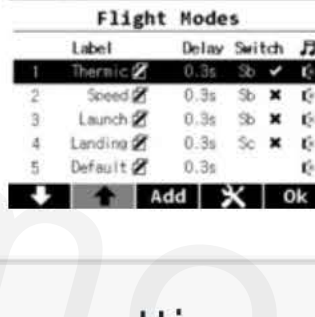 Flight Modes
Label Delay Switch
1 Thermic 0.3s Sb
2 Speed 0.3s Sb
3 Launch 0.3s Sb
4 Landing 0.3s Sc
5 Default 0.3s
Add Ok